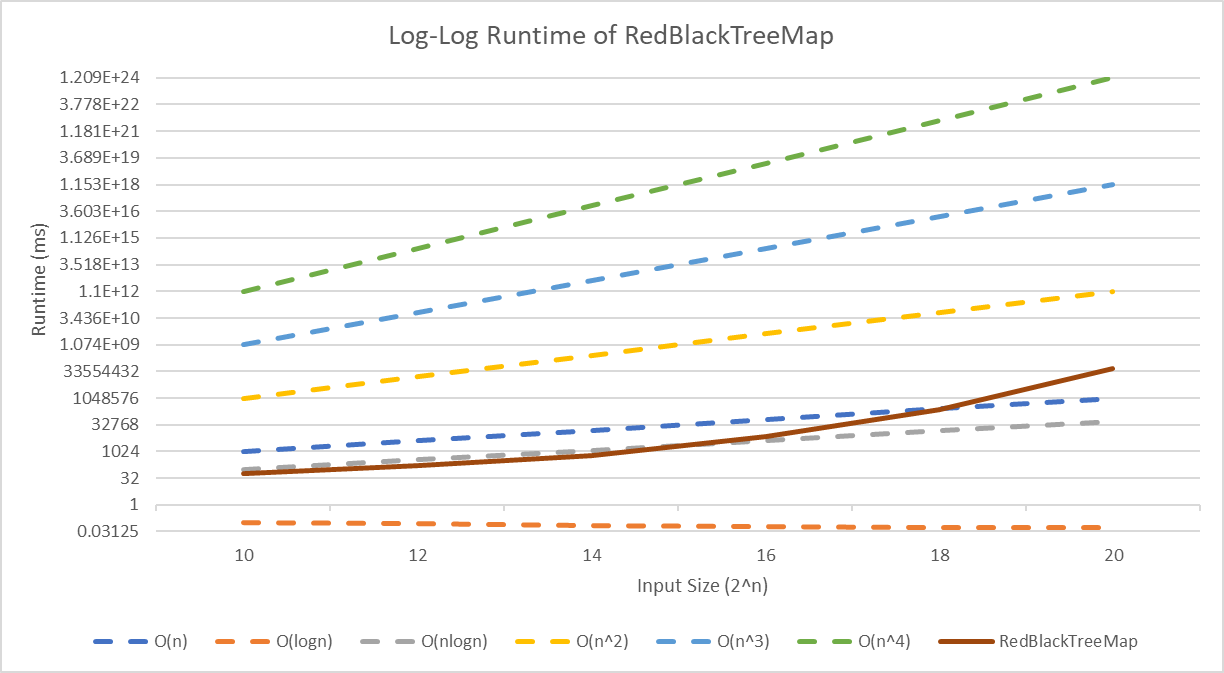 Log-Log Runtime of RedBlackTreeMap
1.209E+24
3.778E+22
1.181E+21
3.689E+19
1.153E+18
3.603E+16
1.126E+15
3.518E+13
1.1E+12
3.436E+10
1.074E+09
33554432
1048576
32768
1024
32
1
0.03125
Runtime (ms)
10 12 14 16 18 20
Input Size (2^n)
O(n) O(logn) O(nlogn) O(n^2) O(n^3) O(n^4) RedBlackTreeMap